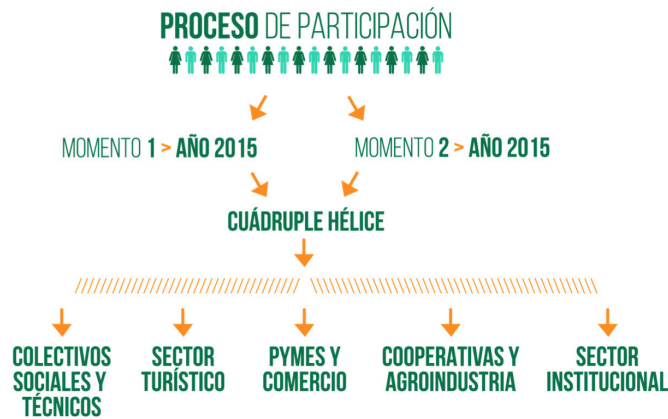 PROCESO DE PARTICIPACIÓN
MOMENTO 1 > AÑO 2015
MOMENTO 2 > AÑO 2015
CUÁDRUPLE HÉLICE
COLECTIVOS
SOCIALES Y
TÉCNICOS
SECTOR
TURÍSTICO
PYMES Y
COMERCIO
COOPERATIVAS Y
AGROINDUSTRIA
SECTOR
INSTITUCIONAL